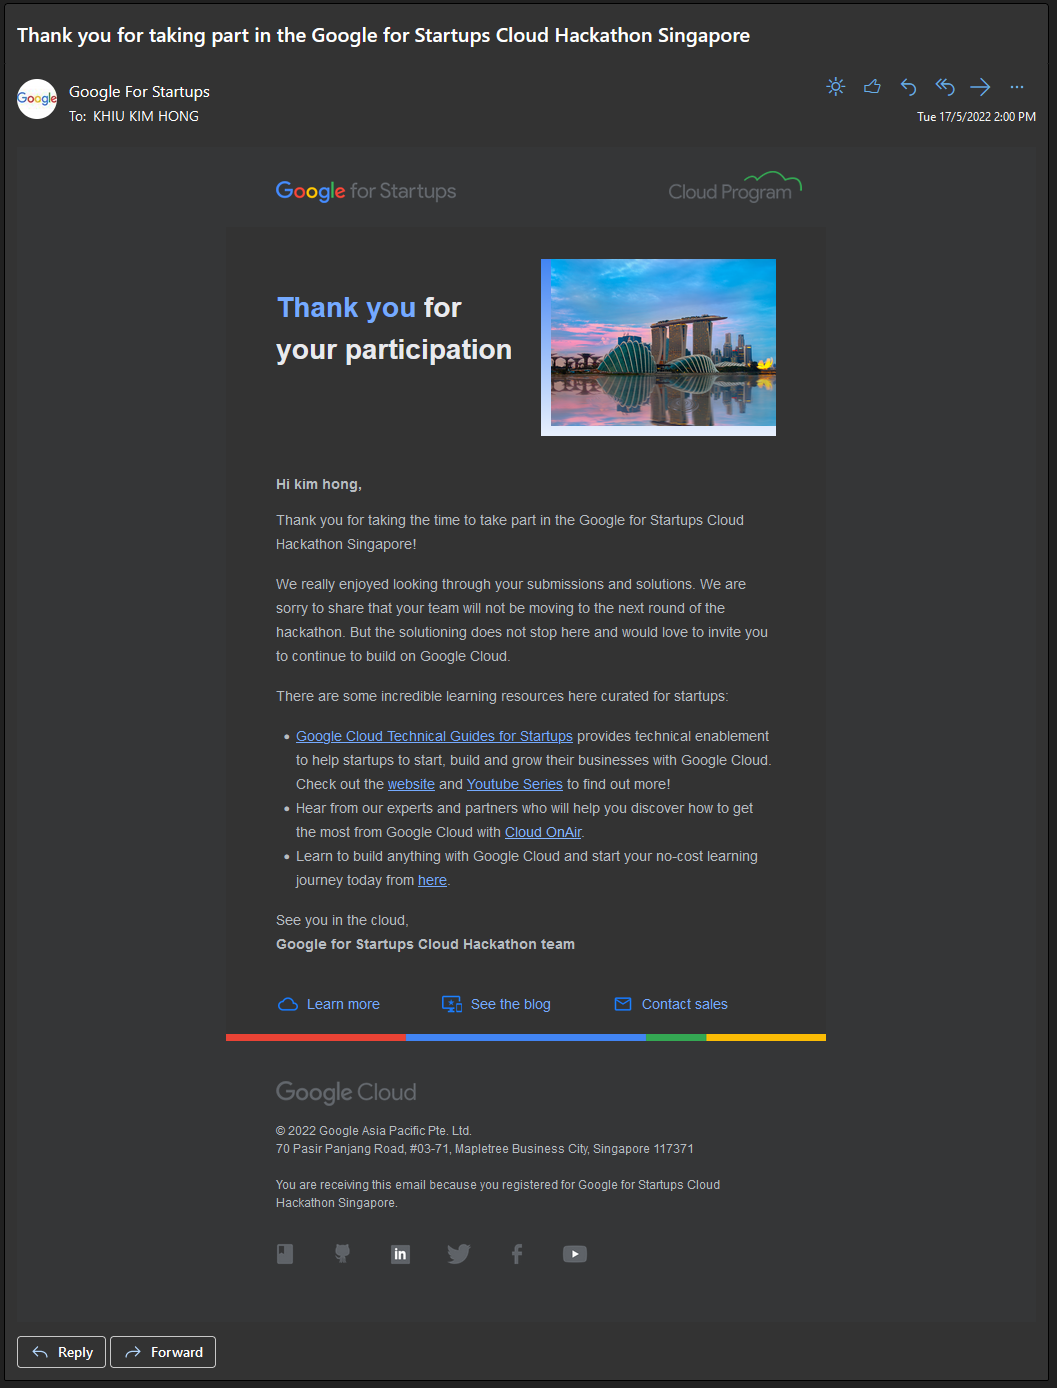 Thank you for taking part in the Google for Startups Cloud Hackathon Singapore
Google
Google For Startups
To: KHIU KIM HONG
Tue 17/5/2022 2:00 PM
Google for Startups
Cloud Program
Thank you for
your participation
Hi kim hong,
Thank you for taking the time to take part in the Google for Startups Cloud
Hackathon Singapore!
We really enjoyed looking through your submissions and solutions. We are
sorry to share that your team will not be moving to the next round of the
hackathon. But the solutioning does not stop here and would love to invite you
to continue to build on Google Cloud.
There are some incredible learning resources here curated for startups:
• Google Cloud Technical Guides for Startups provides technical enablement
to help startups to start, build and grow their businesses with Google Cloud.
Check out the website and Youtube Series to find out more!
• Hear from our experts and partners who will help you discover how to get
the most from Google Cloud with Cloud OnAir.
• Learn to build anything with Google Cloud and start your no-cost learning
journey today from here.
See you in the cloud,
Google for Startups Cloud Hackathon team
Learn more
See the blog
Contact sales
Google Cloud
© 2022 Google Asia Pacific Pte. Ltd.
70 Pasir Panjang Road, #03-71, Mapletree Business City, Singapore 117371
You are receiving this email because you registered for Google for Startups Cloud
Hackathon Singapore.
in
Reply
Forward